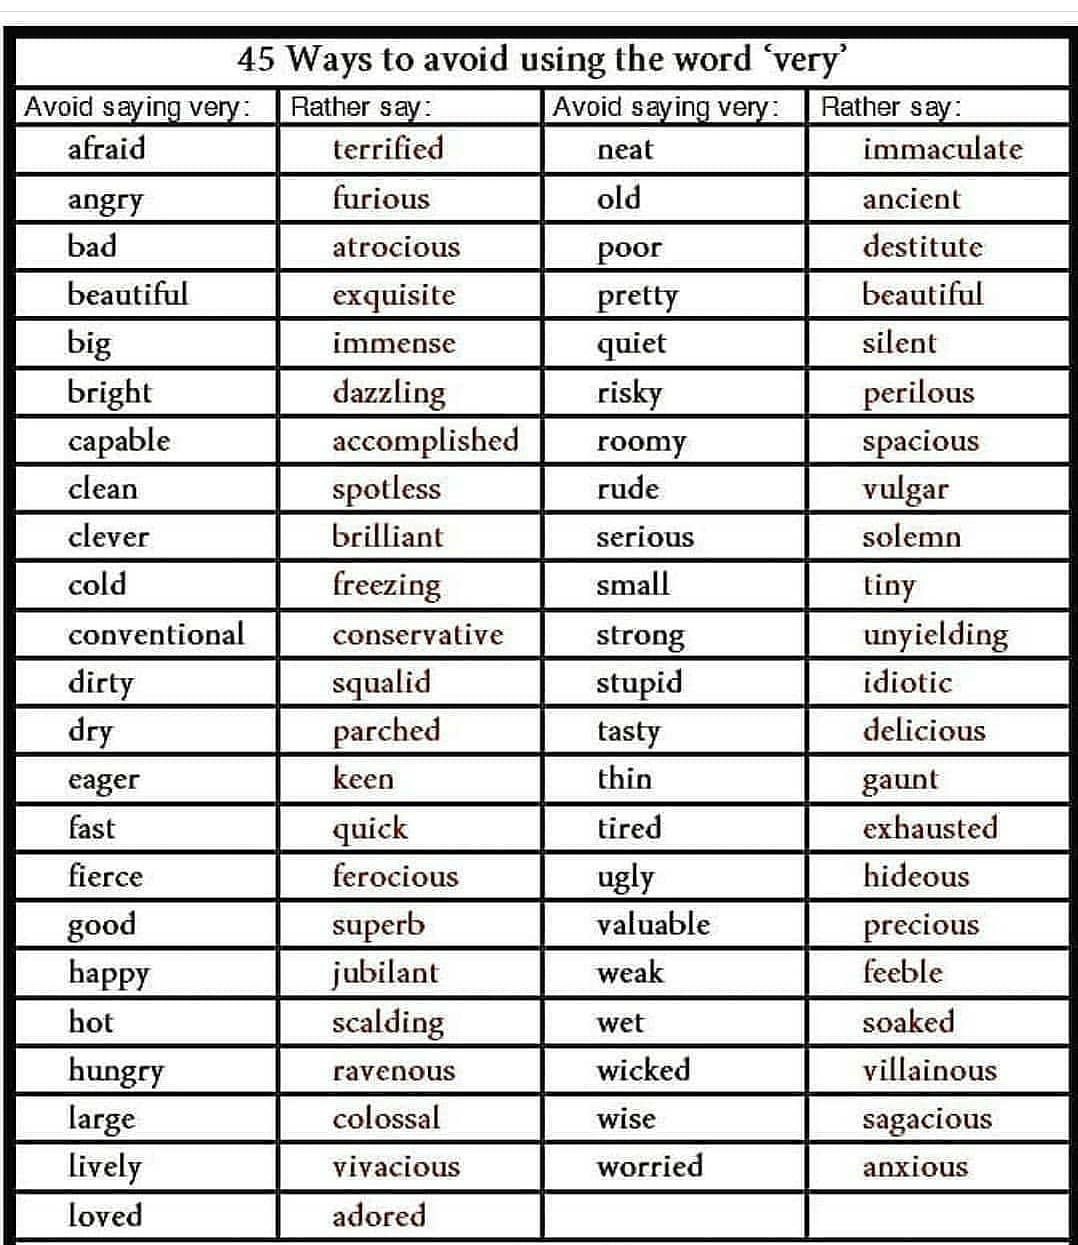 45 Ways to avoid using the word ‘very’
Avoid saying very: Rather say: Avoid saying very: Rather say:
afraid terrified neat immaculate
angry furious old ancient
bad atrocious poor destitute
beautiful exquisite pretty beautiful
big immense quiet silent
bright dazzling risky perilous
capable accomplished roomy spacious
clean spotless rude vulgar
clever brilliant serious solemn
cold freezing small tiny
conventional conservative strong unyielding
dirty squalid stupid idiotic
dry parched tasty delicious
eager keen thin gaunt
fast quick tired exhausted
fierce ferocious ugly hideous
good superb valuable precious
happy jubilant weak feeble
hot scalding wet soaked
hungry ravenous wicked villainous
large colossal wise sagacious
lively vivacious worried anxious
loved adored